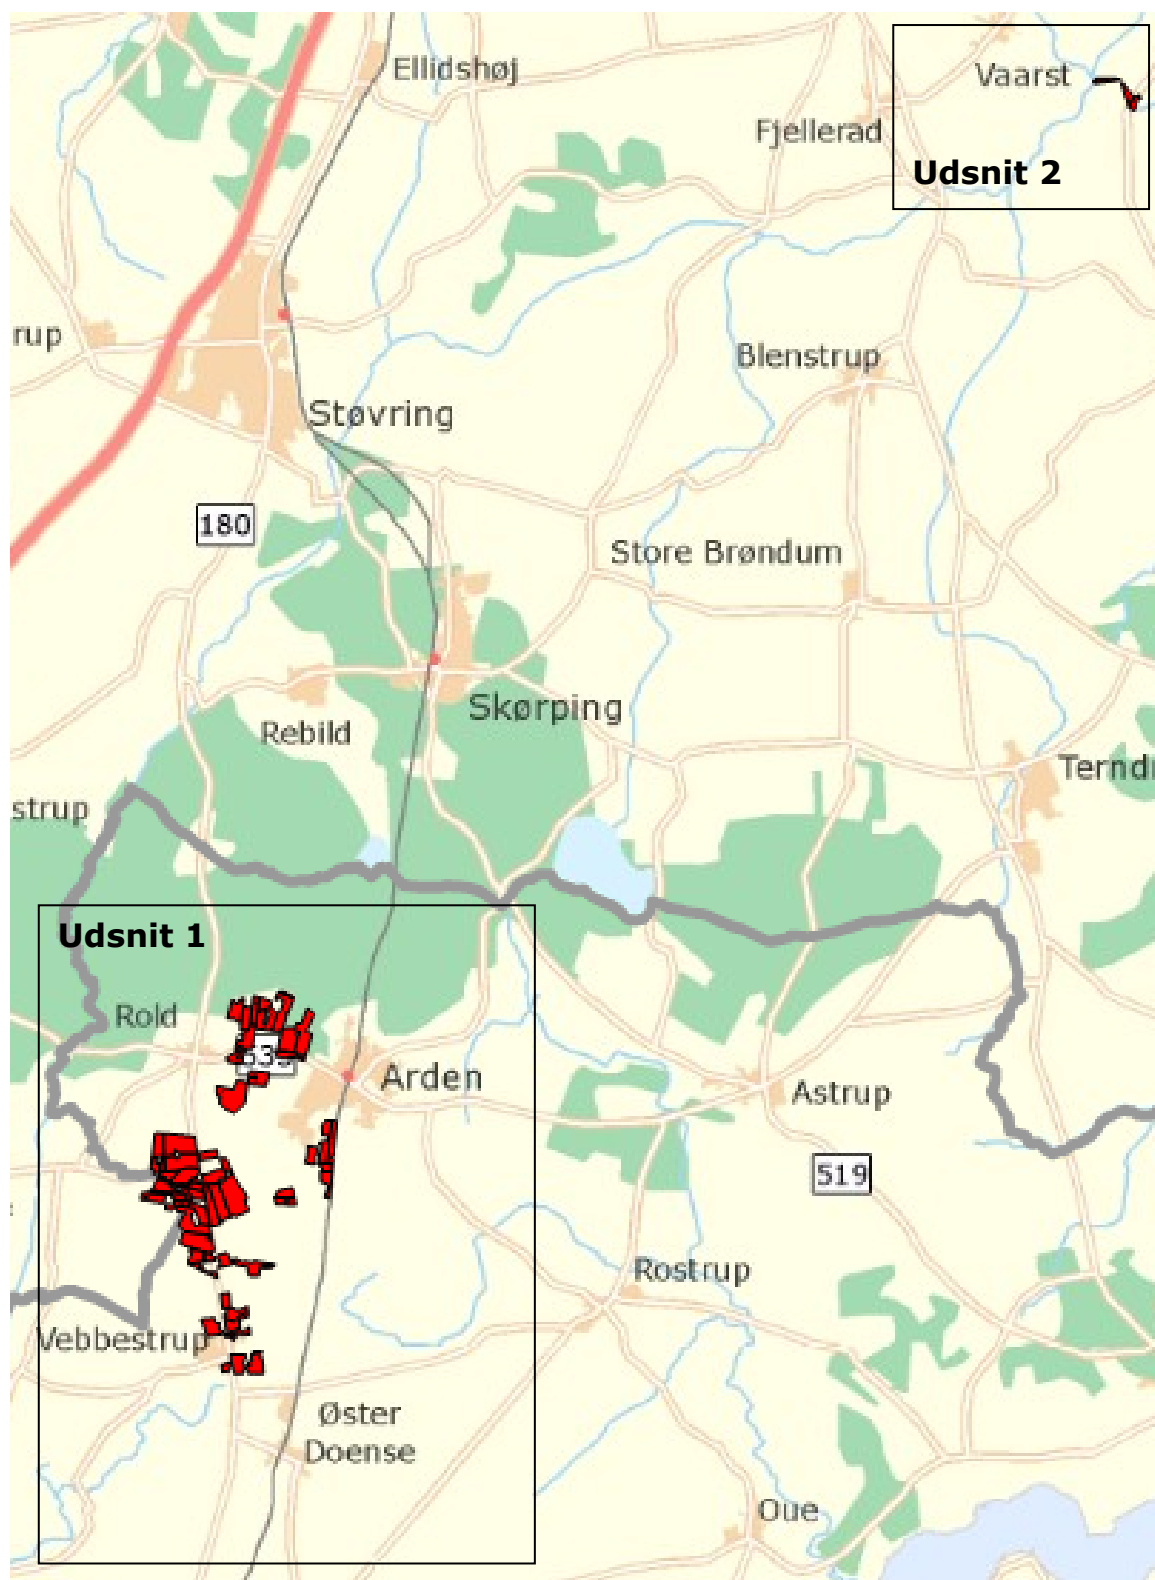 Ellidshøj
Vaarst
Fjellerad
Udsnit 2
rup
Blenstrup
Støvring
180
Store Brøndum
Skørping
Rebild
Ternd
strup
Udsnit 1
Rold
Arden
Astrup
519
Rostrup
Vebbestrup
Øster
Doense
Oue